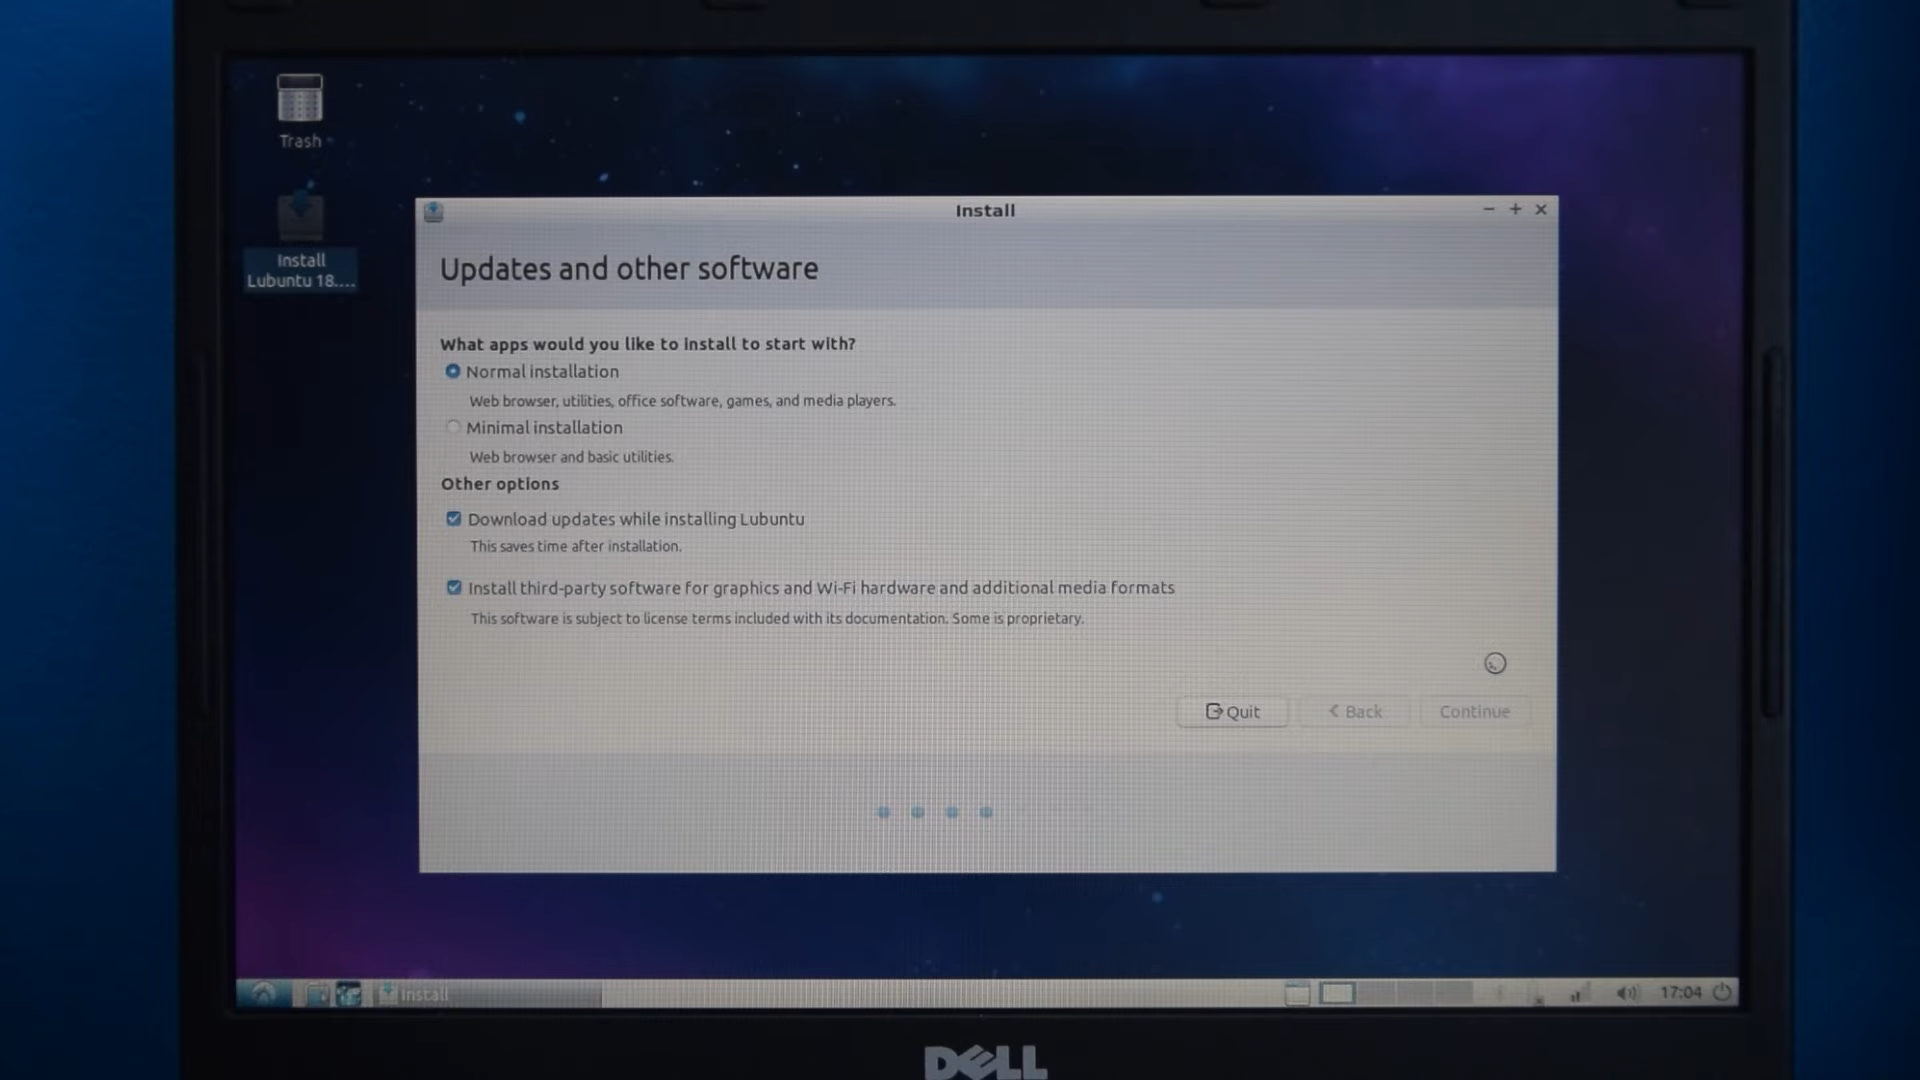 Trash
Install
Lubuntu 18....
Install
Updates and other software
What apps would you like to install to start with?
Normal installation
Web browser, utilities, office software, games, and media players.
Minimal installation
Web browser and basic utilities.
Other options
Download updates while installing Lubuntu
This saves time after installation.
Install third-party software for graphics and Wi-Fi hardware and additional media formats
This software is subject to license terms included with its documentation. Some is proprietary.
Quit
Back
Continue
Install
17:04
DELL